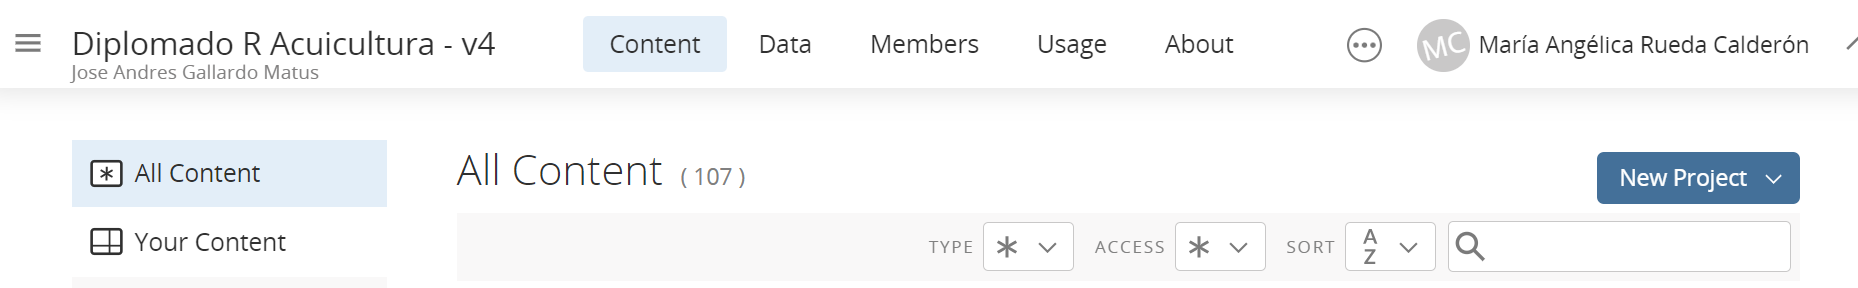 Diplomado R Acuicultura - v4
Jose Andres Gallardo Matus
Content Data Members Usage About
MC María Angélica Rueda Calderón
All Content
Your Content
All Content ( 107 )
New Project
TYPE ACCESS SORT A
Z